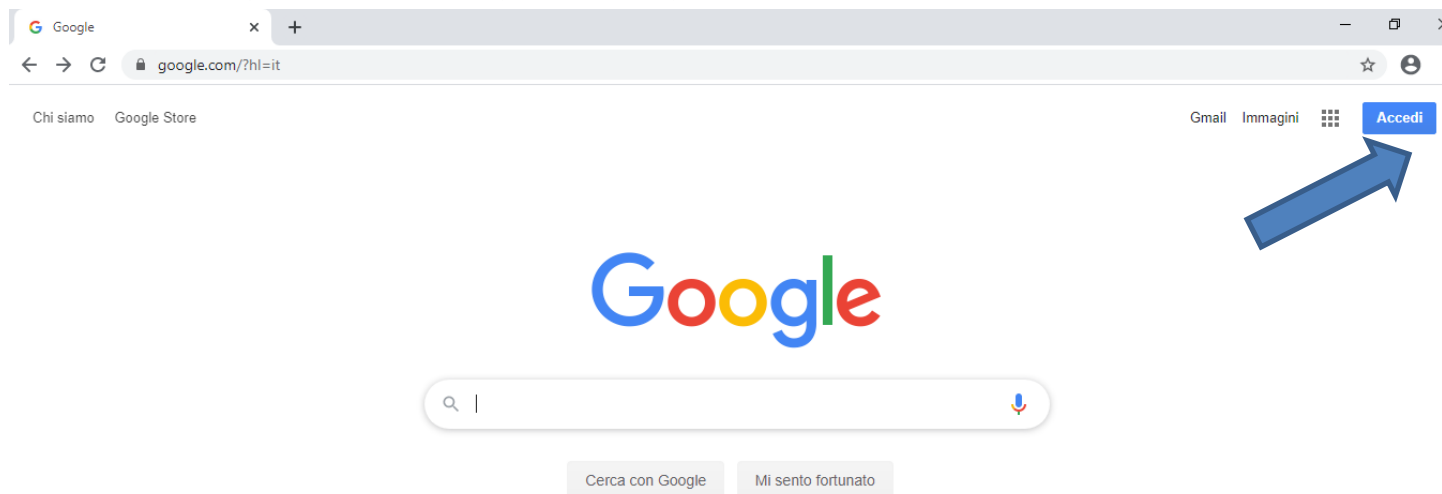 Google
google.com/?hl=it
Chi siamo Google Store Gmail Immagini Accedi
Google
Cerca con Google Mi sento fortunato